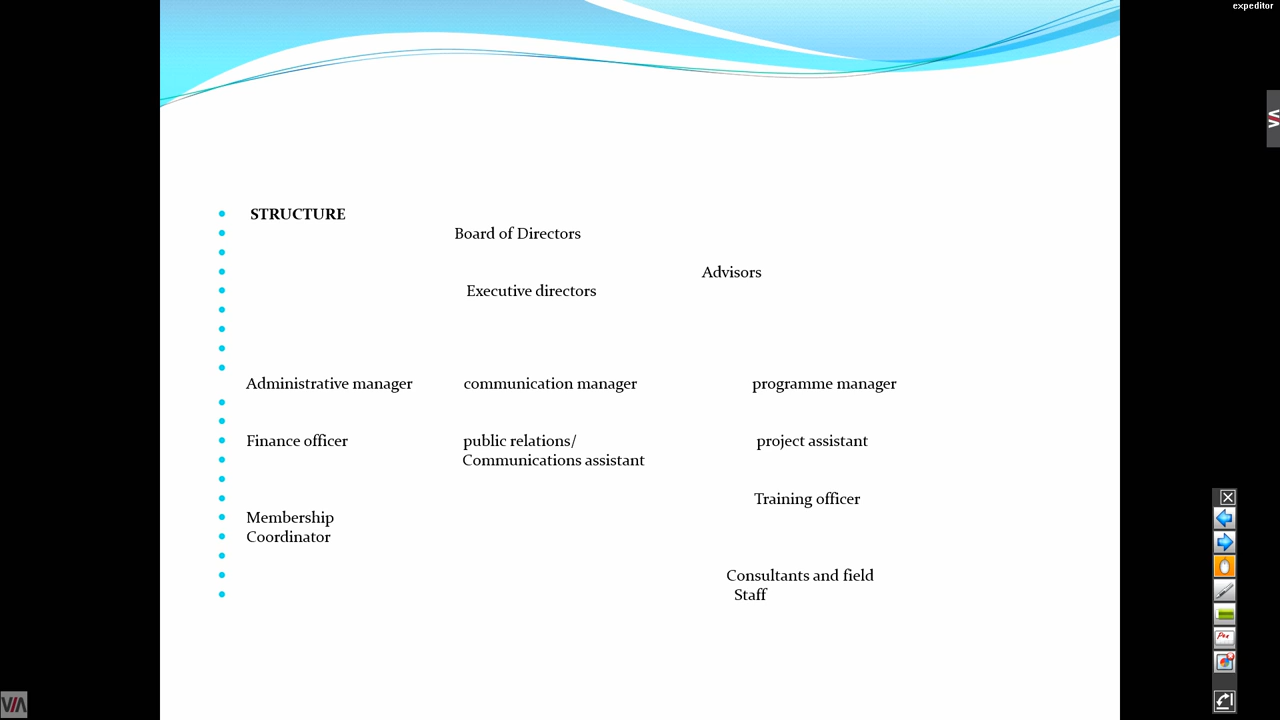 expeditor
STRUCTURE
Board of Directors
Advisors
Executive directors
Administrative manager communication manager programme manager
Finance officer public relations/ project assistant
Communications assistant
Training officer
Membership
Coordinator
Consultants and field
Staff
VIA